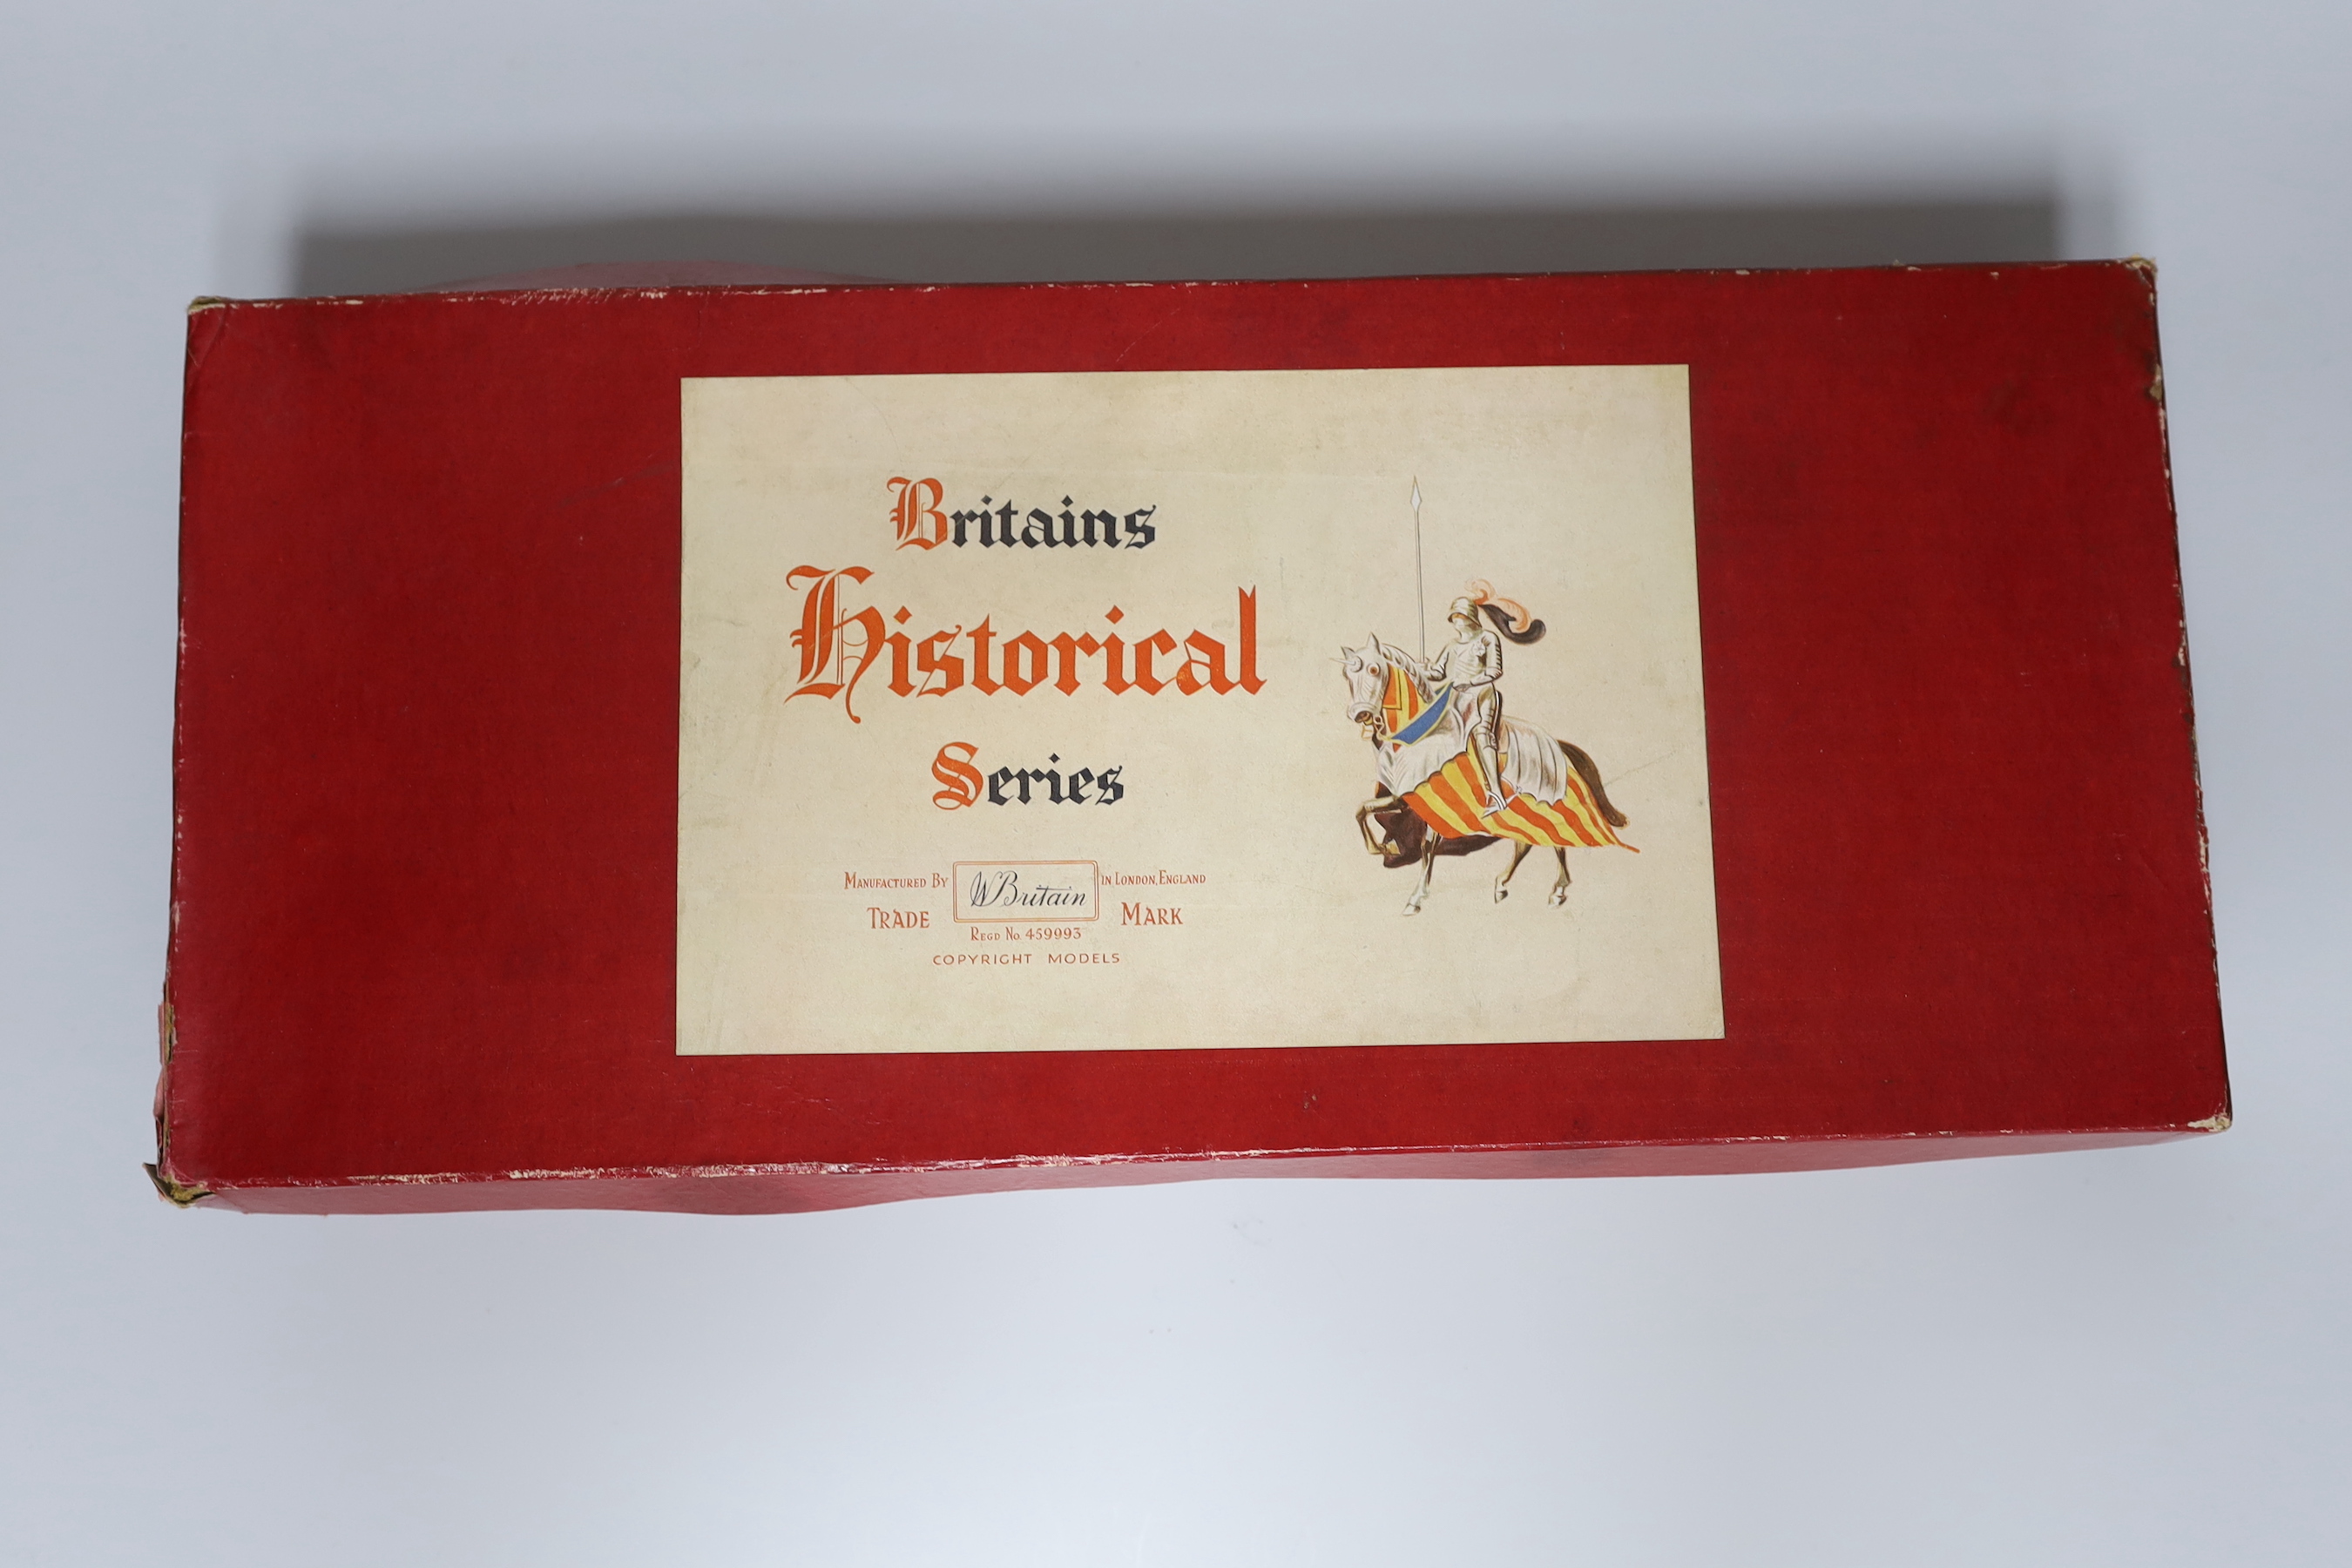 Britains
Historical
Series
Manufactured By W Britain in London, England
Trade Mark
Regd No. 459993
COPYRIGHT MODELS